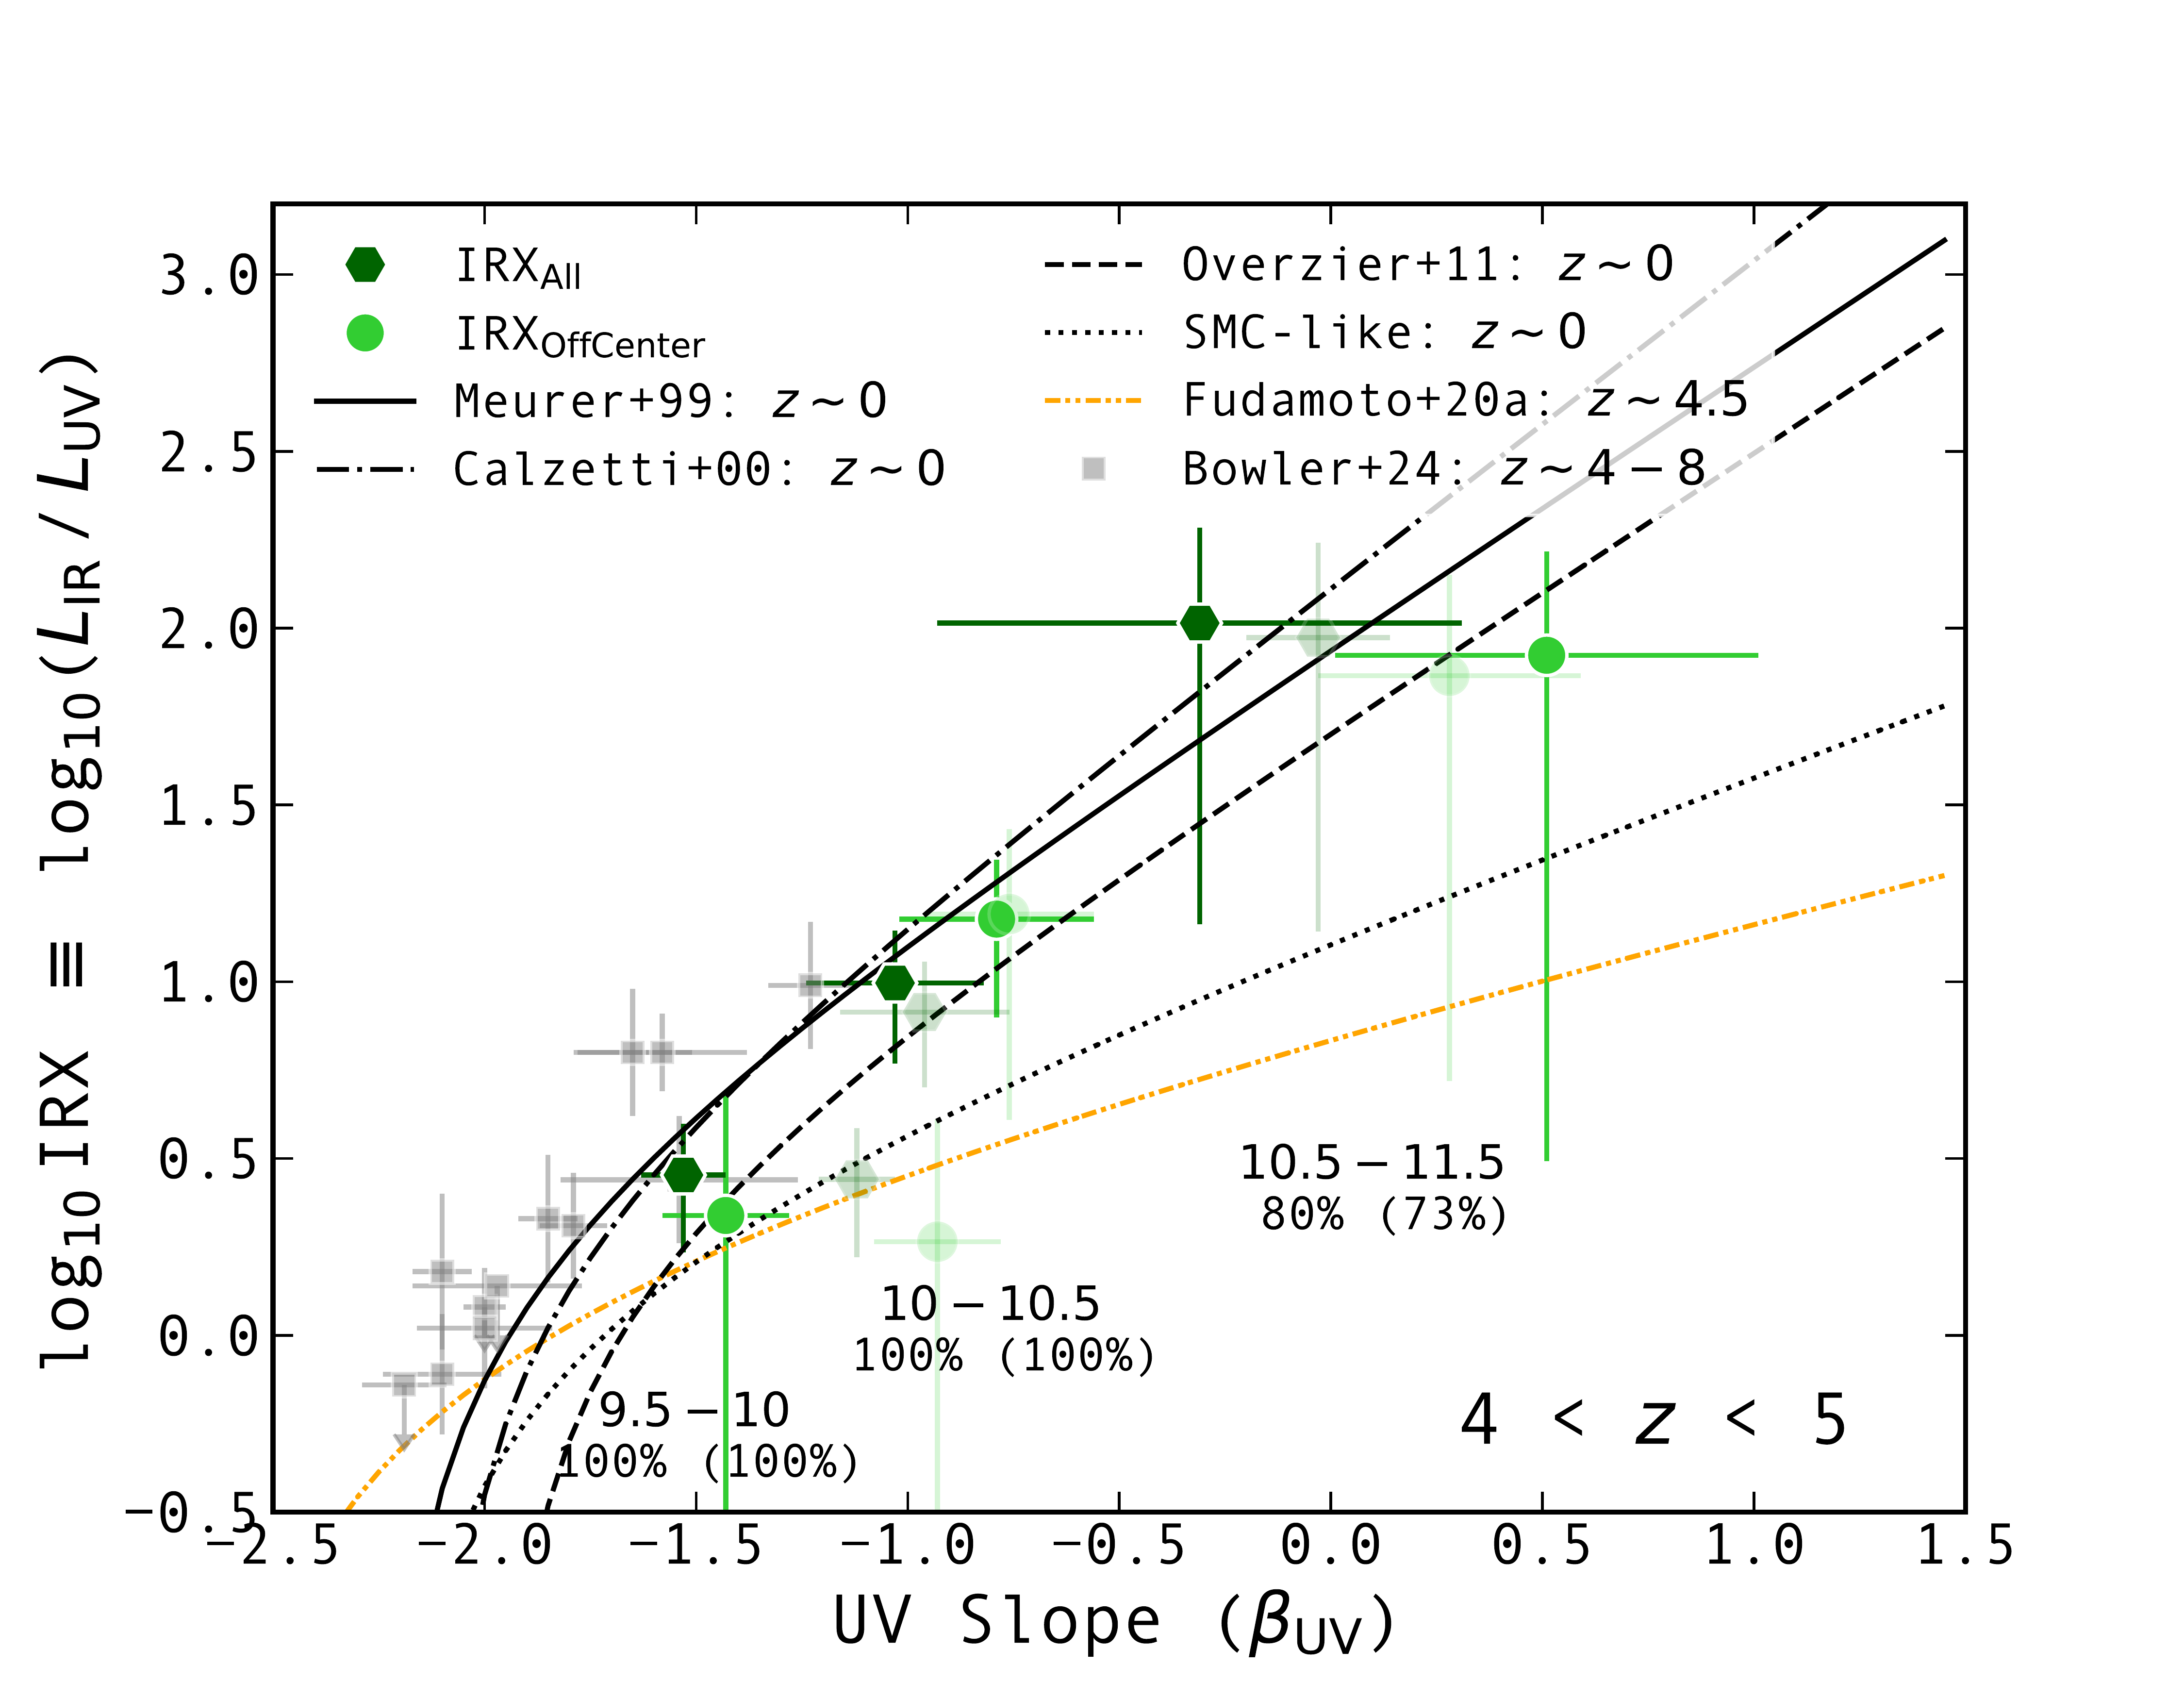 IRX_All
IRX_OffCenter
Meurer+99: z ∼ 0
Calzetti+00: z ∼ 0
Overzier+11: z ∼ 0
SMC-like: z ∼ 0
Fudamoto+20a: z ∼ 4.5
Bowler+24: z ∼ 4 − 8
log10 IRX ≡ log10(L_IR / L_UV)
3.0
2.5
2.0
1.5
1.0
0.5
0.0
−0.5
10.5 − 11.5
80% (73%)
10 − 10.5
100% (100%)
9.5 − 10
100% (100%)
4 < z < 5
−2.5
−2.0
−1.5
−1.0
−0.5
0.0
0.5
1.0
1.5
UV Slope (β_UV)